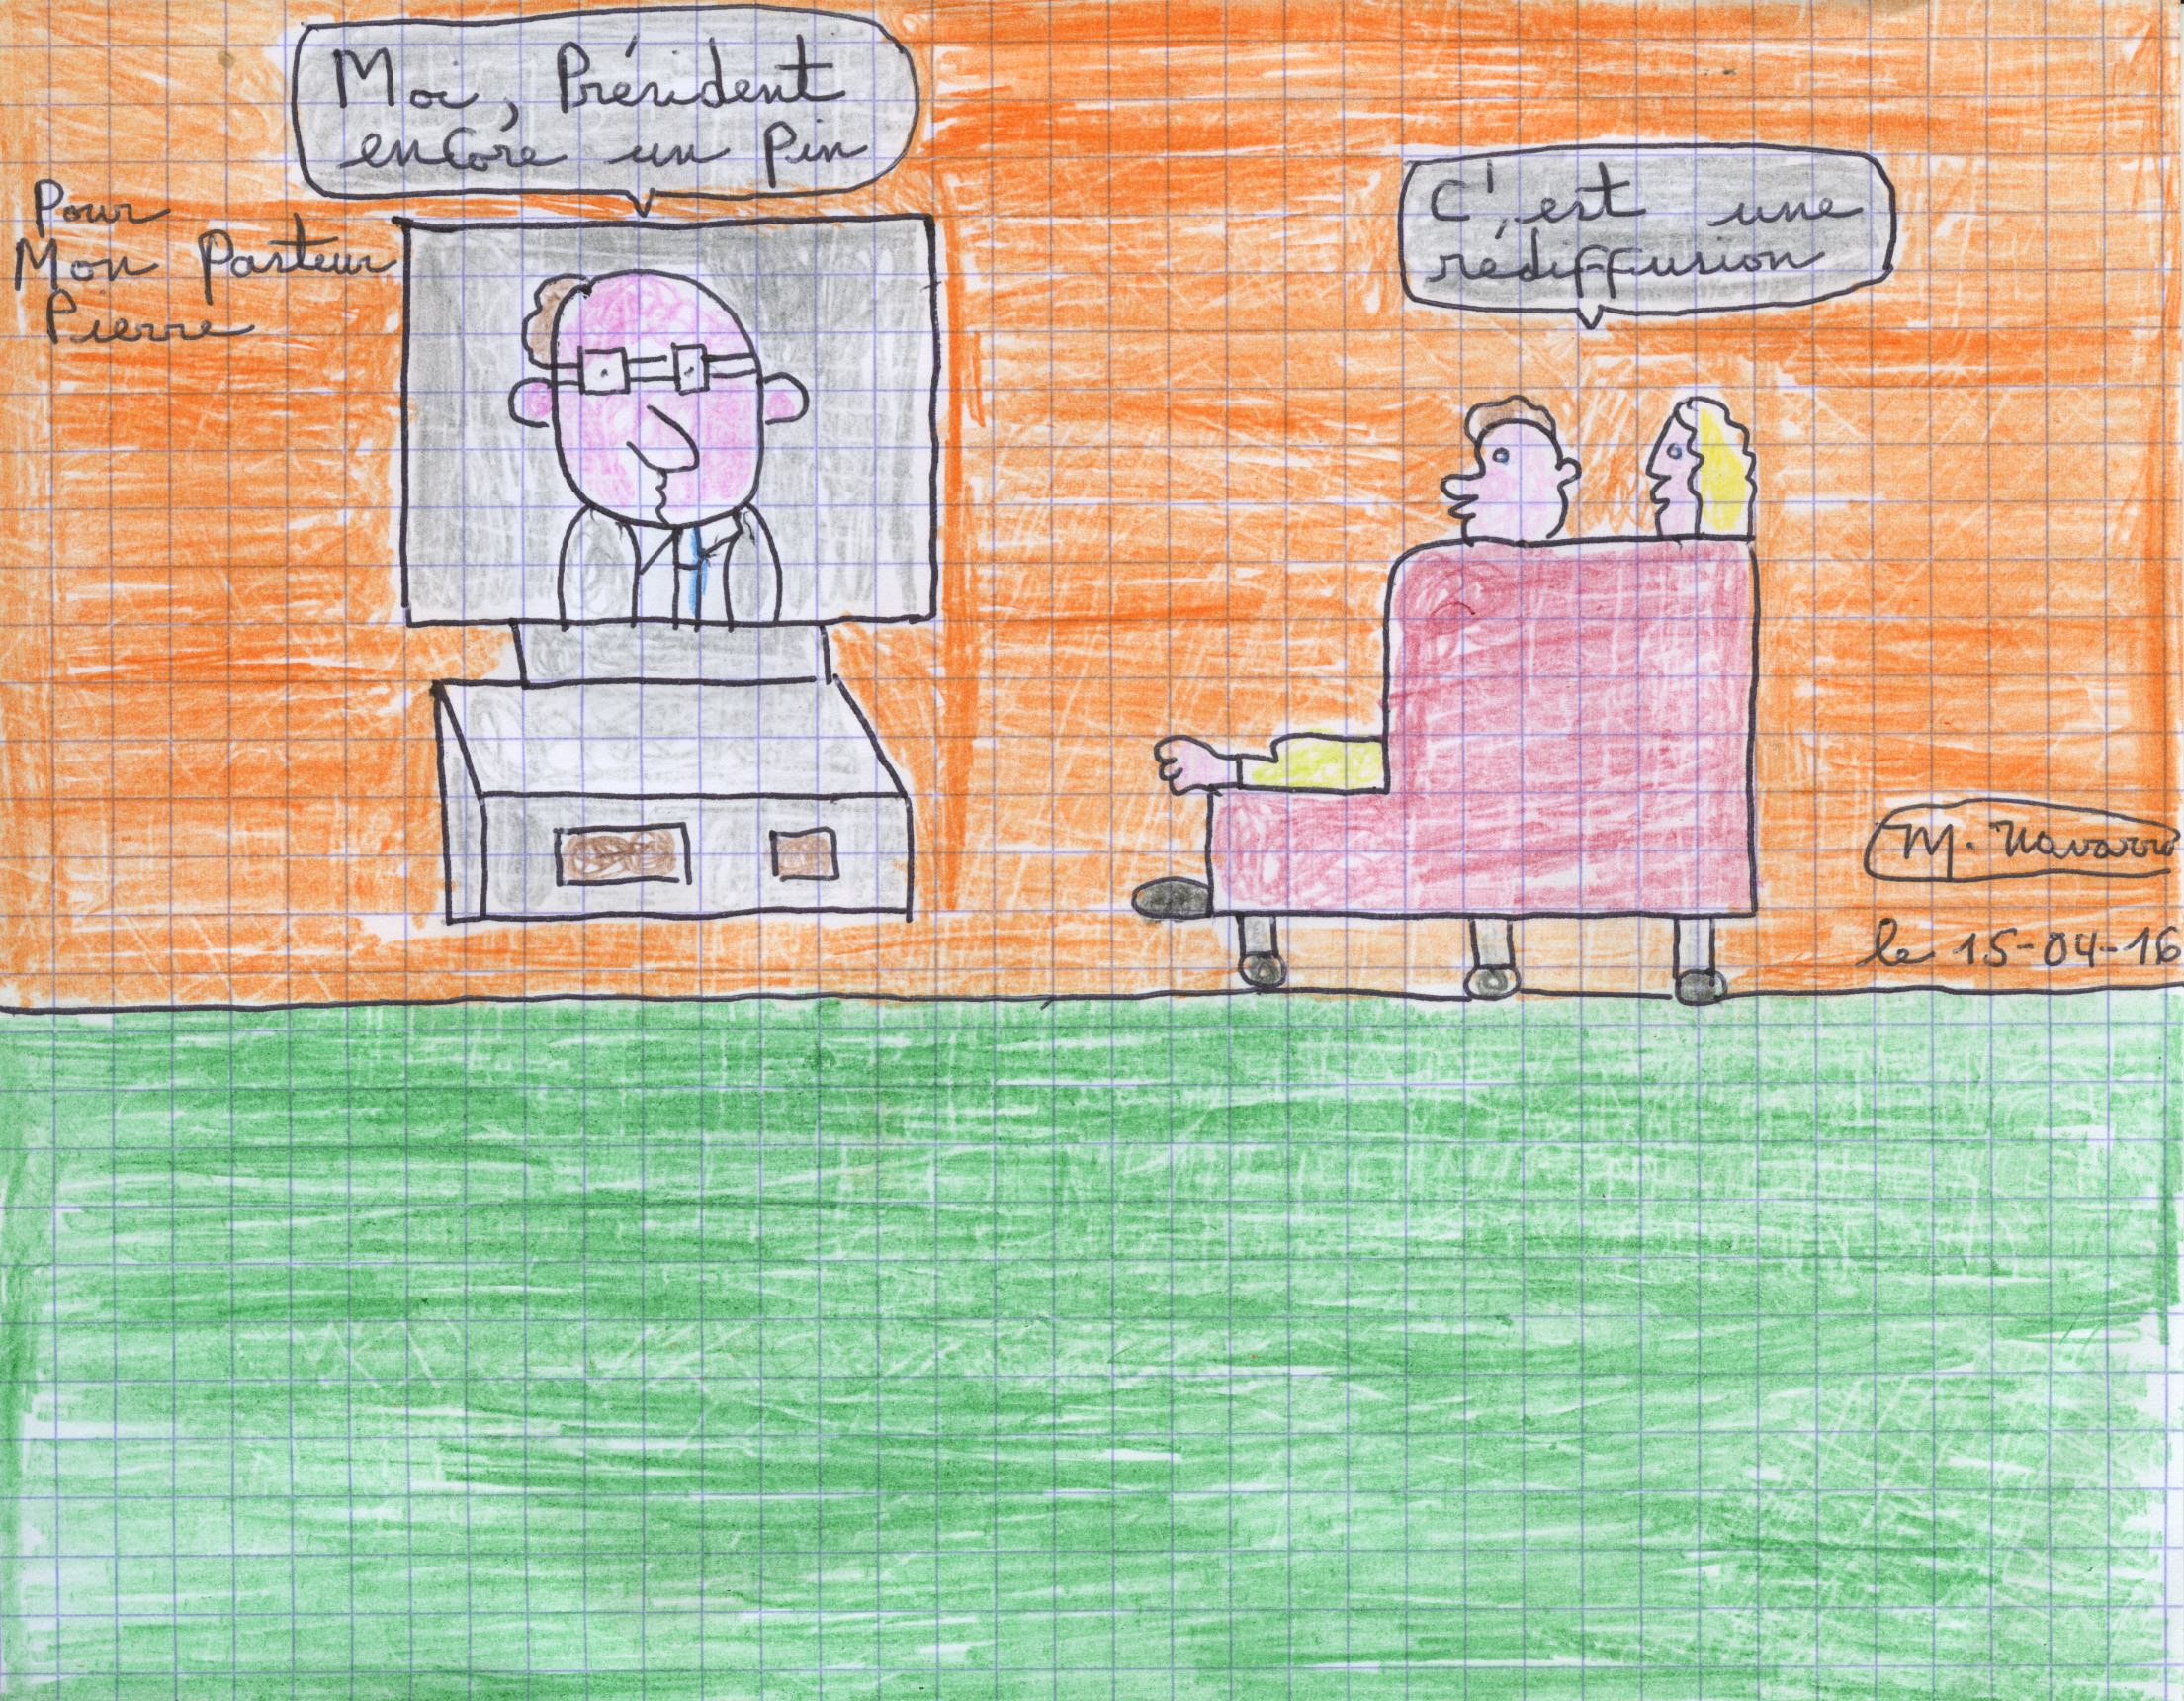 Moi, Président
encore un pin
Pour
Mon Pasteur
Pierre
C'est une
rédiffusion
M. Navarro
le 15-04-16